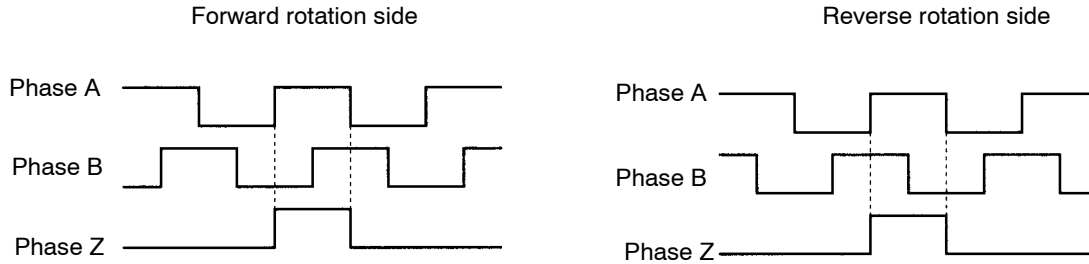 Forward rotation side
Phase A
Phase B
Phase Z
Reverse rotation side
Phase A
Phase B
Phase Z